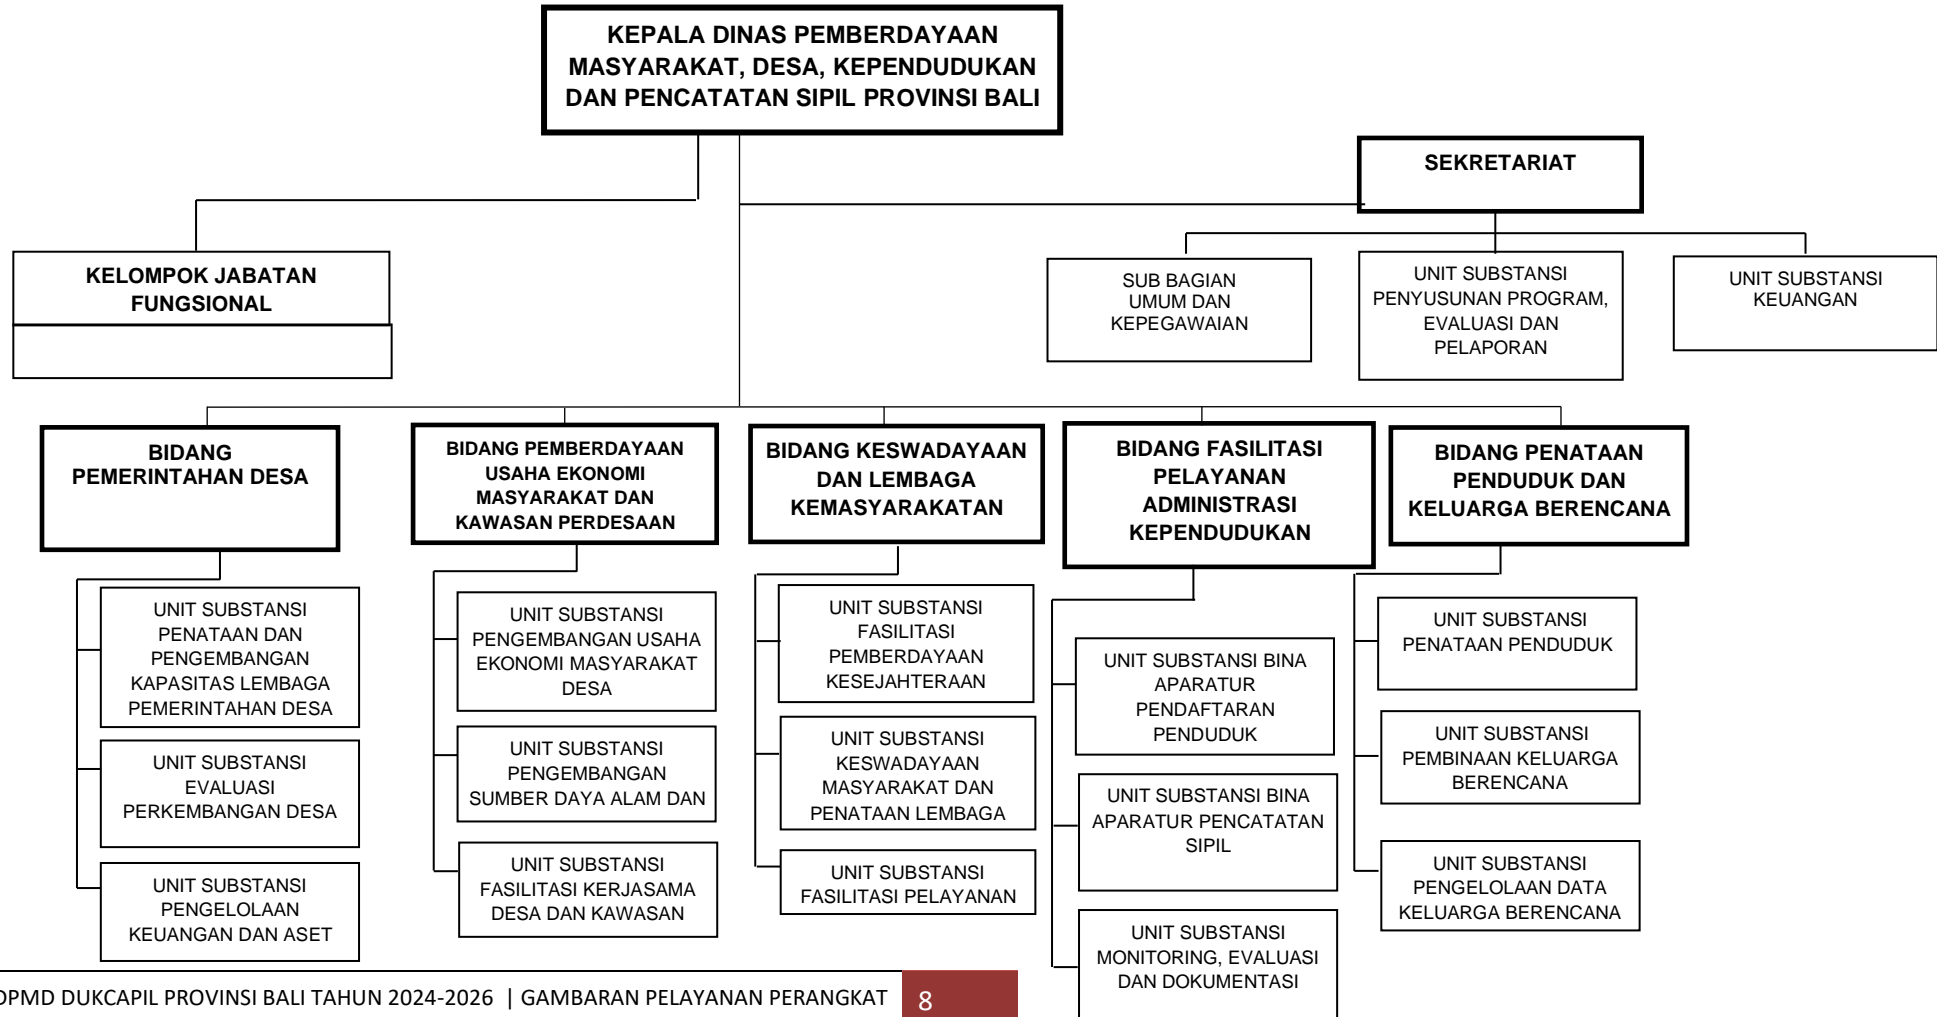 KEPALA DINAS PEMBERDAYAAN
MASYARAKAT, DESA, KEPENDUDUKAN
DAN PENCATATAN SIPIL PROVINSI BALI
SEKRETARIAT
KELOMPOK JABATAN
FUNGSIONAL
SUB BAGIAN
UMUM DAN
KEPEGAWAIAN
UNIT SUBSTANSI
PENYUSUNAN PROGRAM,
EVALUASI DAN
PELAPORAN
UNIT SUBSTANSI
KEUANGAN
BIDANG
PEMERINTAHAN DESA
BIDANG PEMBERDAYAAN
USAHA EKONOMI
MASYARAKAT DAN
KAWASAN PERDESAAN
BIDANG KESWADAYAAN
DAN LEMBAGA
KEMASYARAKATAN
BIDANG FASILITASI
PELAYANAN
ADMINISTRASI
KEPENDUDUKAN
BIDANG PENATAAN
PENDUDUK DAN
KELUARGA BERENCANA
UNIT SUBSTANSI
PENATAAN DAN
PENGEMBANGAN
KAPASITAS LEMBAGA
PEMERINTAHAN DESA
UNIT SUBSTANSI
EVALUASI
PERKEMBANGAN DESA
UNIT SUBSTANSI
PENGELOLAAN
KEUANGAN DAN ASET
UNIT SUBSTANSI
PENGEMBANGAN USAHA
EKONOMI MASYARAKAT
DESA
UNIT SUBSTANSI
PENGEMBANGAN
SUMBER DAYA ALAM DAN
UNIT SUBSTANSI
FASILITASI KERJASAMA
DESA DAN KAWASAN
UNIT SUBSTANSI
FASILITASI
PEMBERDAYAAN
KESEJAHTERAAN
UNIT SUBSTANSI
KESWADAYAAN
MASYARAKAT DAN
PENATAAN LEMBAGA
UNIT SUBSTANSI
FASILITASI PELAYANAN
UNIT SUBSTANSI BINA
APARATUR
PENDAFTARAN
PENDUDUK
UNIT SUBSTANSI BINA
APARATUR PENCATATAN
SIPIL
UNIT SUBSTANSI
MONITORING, EVALUASI
DAN DOKUMENTASI
UNIT SUBSTANSI
PENATAAN PENDUDUK
UNIT SUBSTANSI
PEMBINAAN KELUARGA
BERENCANA
UNIT SUBSTANSI
PENGELOLAAN DATA
KELUARGA BERENCANA
DPMD DUKCAPIL PROVINSI BALI TAHUN 2024-2026 | GAMBARAN PELAYANAN PERANGKAT 8